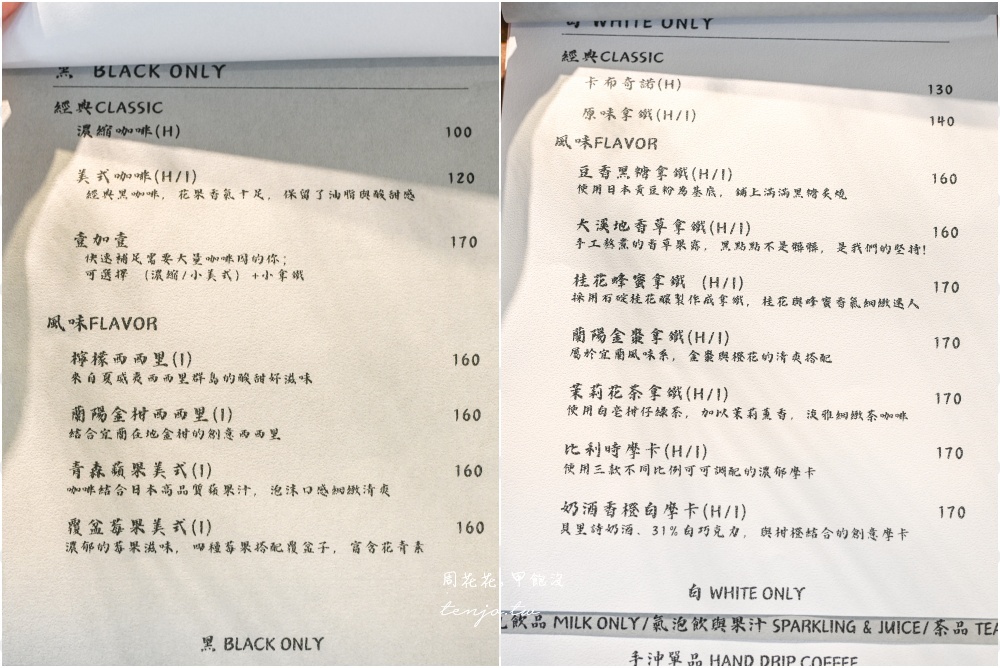 黑 BLACK ONLY
經典CLASSIC
濃縮咖啡(H) 100
美式咖啡(H/I) 120
經典黑咖啡，花果香氣十足，保留了油脂與酸甜感
壹加壹 170
快速補足需要大量咖啡因的你；
可選擇 （濃縮/小美式）+小拿鐵
風味FLAVOR
檸檬西西里(I) 160
來自夏威夷西西里群島的酸甜好滋味
蘭陽金柑西西里(I) 160
結合宜蘭在地金柑的創意西西里
青森蘋果美式(I) 160
咖啡結合日本高品質蘋果汁，泡沫口感細緻清爽
覆盆莓果美式(I) 160
濃郁的莓果滋味，四種莓果搭配覆盆子，富含花青素
黑 BLACK ONLY
白 WHITE ONLY
經典CLASSIC
卡布奇諾(H) 130
原味拿鐵(H/I) 140
風味FLAVOR
豆香黑糖拿鐵(H/I) 160
使用日本黃豆粉為基底，鋪上滿滿黑糖炙燒
大溪地香草拿鐵(H/I) 160
手工熬煮的香草果露，黑點點不是髒髒，是我們的堅持!
桂花蜂蜜拿鐵 (H/I) 170
採用石碇桂花釀製作成拿鐵，桂花與蜂蜜香氣細緻迷人
蘭陽金棗拿鐵(H/I) 170
屬於宜蘭風味系，金棗與橙花的清爽搭配
茉莉花茶拿鐵(H/I) 170
使用白毫柑仔綠茶，加以茉莉薰香，淡雅細緻茶咖啡
比利時摩卡(H/I) 170
使用三款不同比例可可調配的濃郁摩卡
奶酒香橙白摩卡(H/I) 170
貝里詩奶酒、31%白巧克力，與柑橙結合的創意摩卡
白 WHITE ONLY
飲品 MILK ONLY/氣泡飲與果汁 SPARKLING & JUICE/茶品 TEA
手沖單品 HAND DRIP COFFEE
周花花，甲飽沒
tenjo.tw